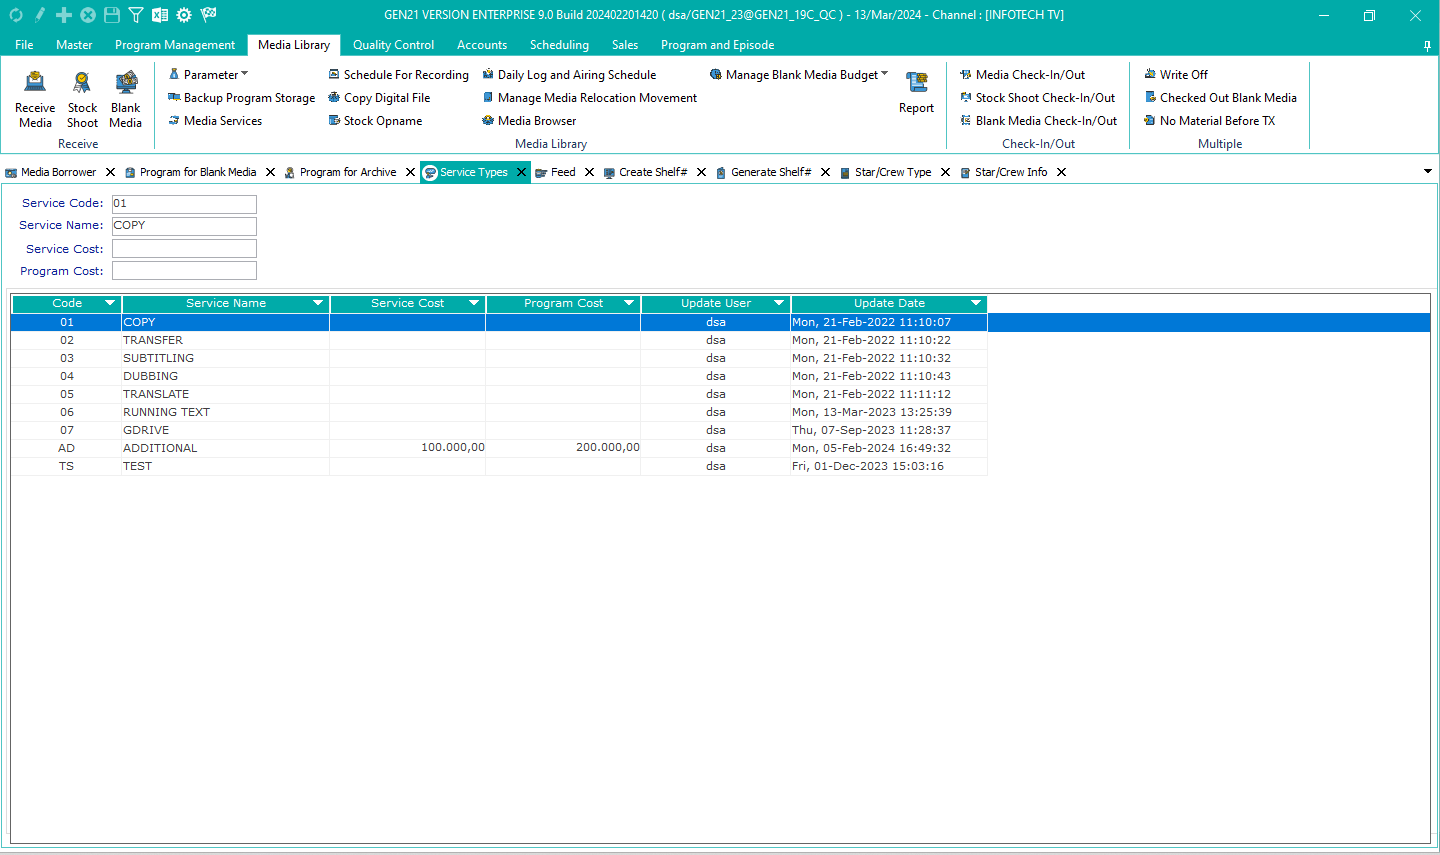 GEN21 VERSION ENTERPRISE 9.0 Build 202402201420 ( dsa/GEN21_23@GEN21_19C_QC ) - 13/Mar/2024 - Channel : [INFOTECH TV]
File Master Program Management Media Library Quality Control Accounts Scheduling Sales Program and Episode
Receive Media Stock Shoot Blank Media
Receive
Parameter Schedule For Recording Daily Log and Airing Schedule Manage Blank Media Budget
Backup Program Storage Copy Digital File Manage Media Relocation Movement
Media Services Stock Opname Media Browser
Report
Media Library
Media Check-In/Out
Stock Shoot Check-In/Out
Blank Media Check-In/Out
Check-In/Out
Write Off
Checked Out Blank Media
No Material Before TX
Multiple
Media Borrower Program for Blank Media Program for Archive Service Types Feed Create Shelf# Generate Shelf# Star/Crew Type Star/Crew Info
Service Code: 01
Service Name: COPY
Service Cost:
Program Cost:
Code Service Name Service Cost Program Cost Update User Update Date
01 COPY dsa Mon, 21-Feb-2022 11:10:07
02 TRANSFER dsa Mon, 21-Feb-2022 11:10:22
03 SUBTITLING dsa Mon, 21-Feb-2022 11:10:32
04 DUBBING dsa Mon, 21-Feb-2022 11:10:43
05 TRANSLATE dsa Mon, 21-Feb-2022 11:11:12
06 RUNNING TEXT dsa Mon, 13-Mar-2023 13:25:39
07 GDRIVE dsa Thu, 07-Sep-2023 11:28:37
AD ADDITIONAL 100.000,00 200.000,00 dsa Mon, 05-Feb-2024 16:49:32
TS TEST dsa Fri, 01-Dec-2023 15:03:16